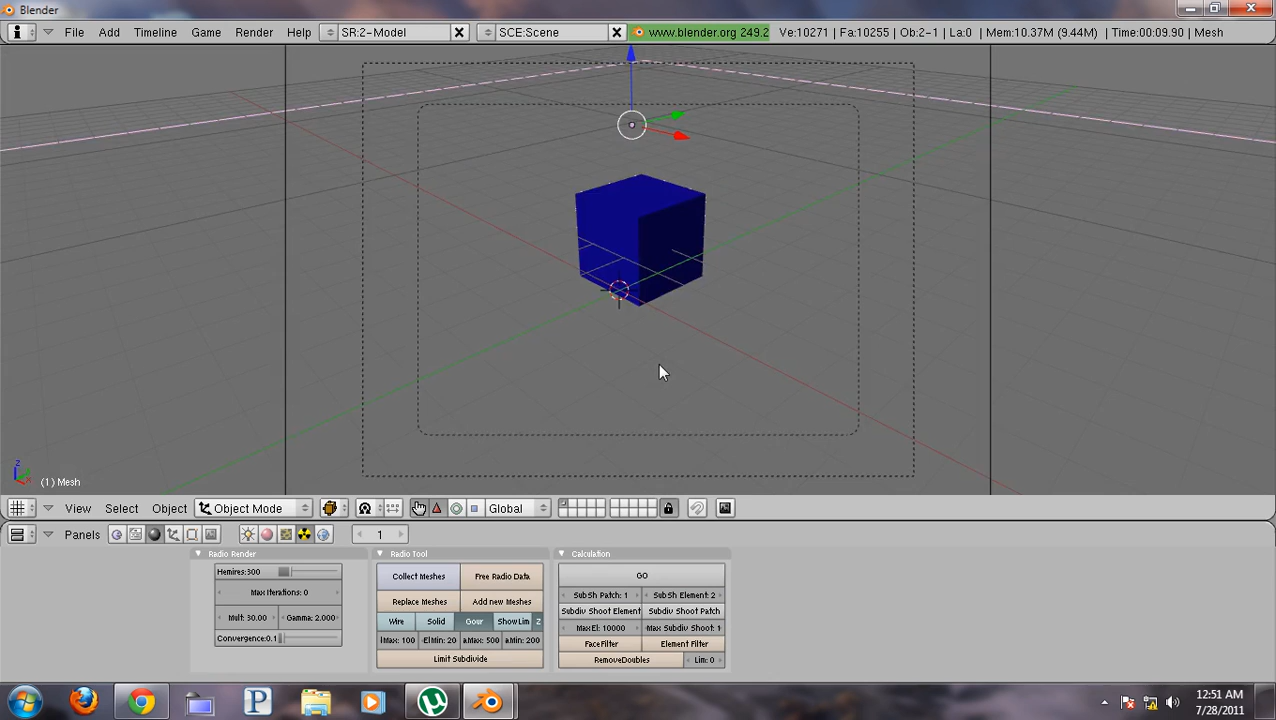 Blender
File Add Timeline Game Render Help SR:2-Model SCE:Scene www.blender.org 249.2 Ve:10271 | Fa:10255 | Ob:2-1 | La:0 | Mem:10.37M (9.44M) | Time:00:09.90 | Mesh
z
(1) Mesh
View Select Object Object Mode Global
Panels 1
Radio Render Radio Tool Calculation
Hemires:300 Collect Meshes Free Radio Data GO
Max Iterations: 0 Replace Meshes Add new Meshes SubSh Patch: 1 SubSh Element: 2
Mult: 30.00 Gamma: 2.000 Wire Solid Gour ShowLim Z Subdiv Shoot Element Subdiv Shoot Patch
Convergence:0.1 lMax: 100 ElMin: 20 aMax: 500 aMin: 200 MaxEl: 10000 Max Subdiv Shoot: 1
Limit Subdivide FaceFilter Element Filter
RemoveDoubles Lim: 0
P
12:51 AM
7/28/2011